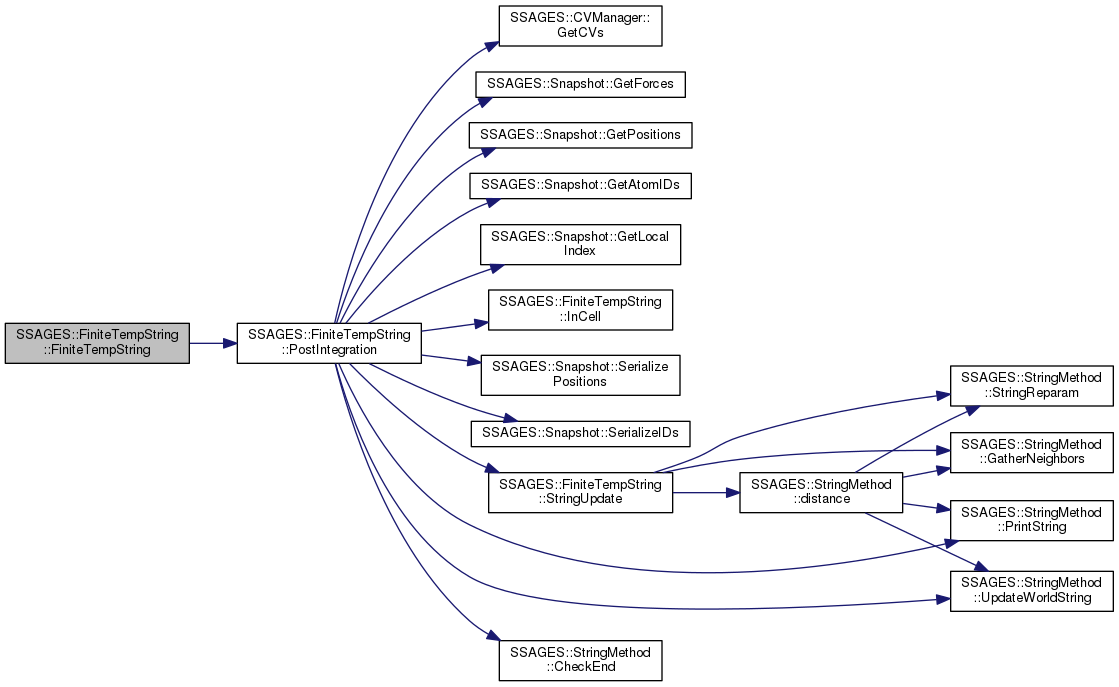 SSAGES::CVManager::
GetCVs
SSAGES::Snapshot::GetForces
SSAGES::Snapshot::GetPositions
SSAGES::Snapshot::GetAtomIDs
SSAGES::Snapshot::GetLocal
Index
SSAGES::FiniteTempString
::FiniteTempString
SSAGES::FiniteTempString
::PostIntegration
SSAGES::FiniteTempString
::InCell
SSAGES::Snapshot::Serialize
Positions
SSAGES::Snapshot::SerializeIDs
SSAGES::FiniteTempString
::StringUpdate
SSAGES::StringMethod
::distance
SSAGES::StringMethod
::StringReparam
SSAGES::StringMethod
::GatherNeighbors
SSAGES::StringMethod
::PrintString
SSAGES::StringMethod
::UpdateWorldString
SSAGES::StringMethod
::CheckEnd